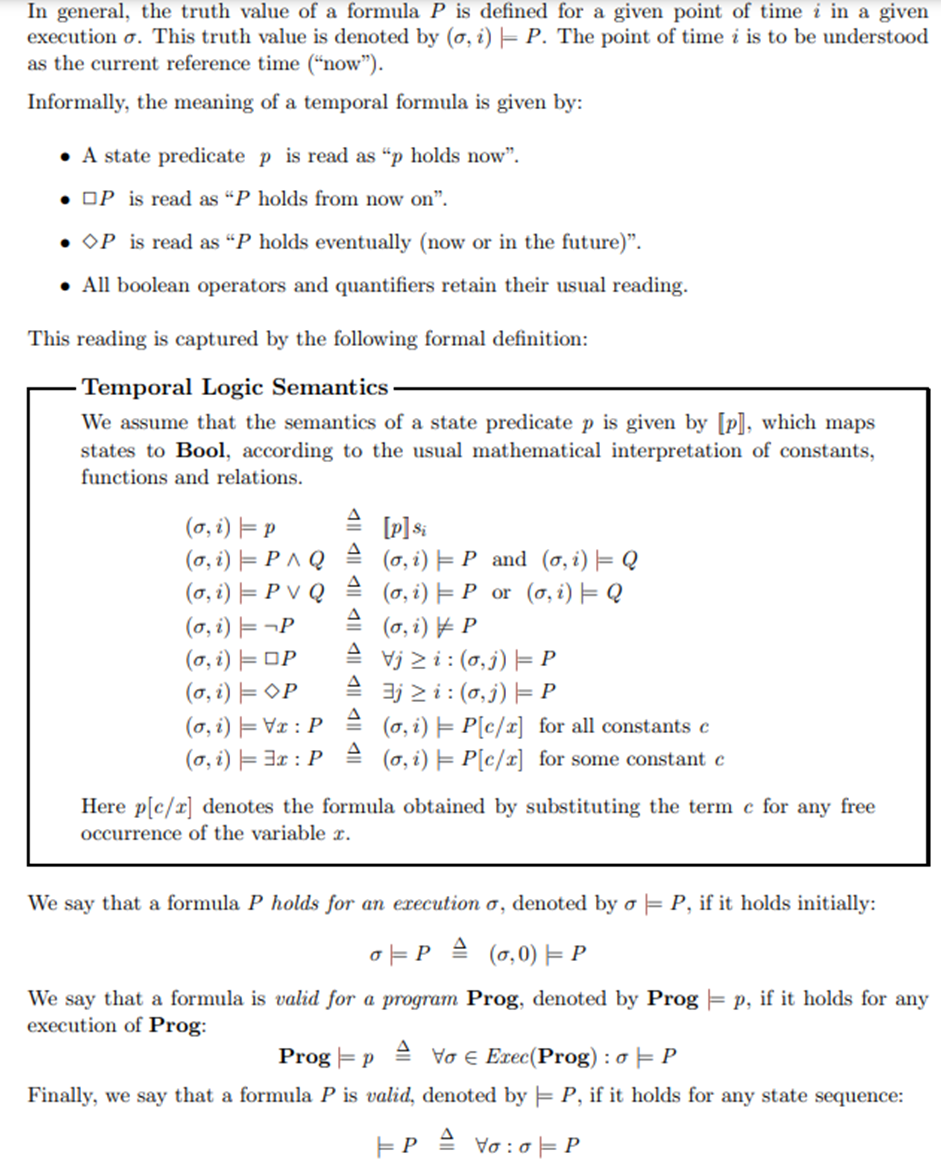 In general, the truth value of a formula P is defined for a given point of time i in a given
execution σ. This truth value is denoted by (σ, i) ⊨ P. The point of time i is to be understood
as the current reference time (“now”).
Informally, the meaning of a temporal formula is given by:
• A state predicate p is read as “p holds now”.
• □P is read as “P holds from now on”.
• ◇P is read as “P holds eventually (now or in the future)”.
• All boolean operators and quantifiers retain their usual reading.
This reading is captured by the following formal definition:
Temporal Logic Semantics
We assume that the semantics of a state predicate p is given by ⟦p⟧, which maps
states to Bool, according to the usual mathematical interpretation of constants,
functions and relations.
(σ, i) ⊨ p ≜ ⟦p⟧ sᵢ
(σ, i) ⊨ P ∧ Q ≜ (σ, i) ⊨ P and (σ, i) ⊨ Q
(σ, i) ⊨ P ∨ Q ≜ (σ, i) ⊨ P or (σ, i) ⊨ Q
(σ, i) ⊨ ¬P ≜ (σ, i) ⊭ P
(σ, i) ⊨ □P ≜ ∀j ≥ i : (σ, j) ⊨ P
(σ, i) ⊨ ◇P ≜ ∃j ≥ i : (σ, j) ⊨ P
(σ, i) ⊨ ∀x : P ≜ (σ, i) ⊨ P[c/x] for all constants c
(σ, i) ⊨ ∃x : P ≜ (σ, i) ⊨ P[c/x] for some constant c
Here p[c/x] denotes the formula obtained by substituting the term c for any free
occurrence of the variable x.
We say that a formula P holds for an execution σ, denoted by σ ⊨ P, if it holds initially:
σ ⊨ P ≜ (σ, 0) ⊨ P
We say that a formula is valid for a program Prog, denoted by Prog ⊨ p, if it holds for any
execution of Prog:
Prog ⊨ p ≜ ∀σ ∈ Exec(Prog) : σ ⊨ P
Finally, we say that a formula P is valid, denoted by ⊨ P, if it holds for any state sequence:
⊨ P ≜ ∀σ : σ ⊨ P